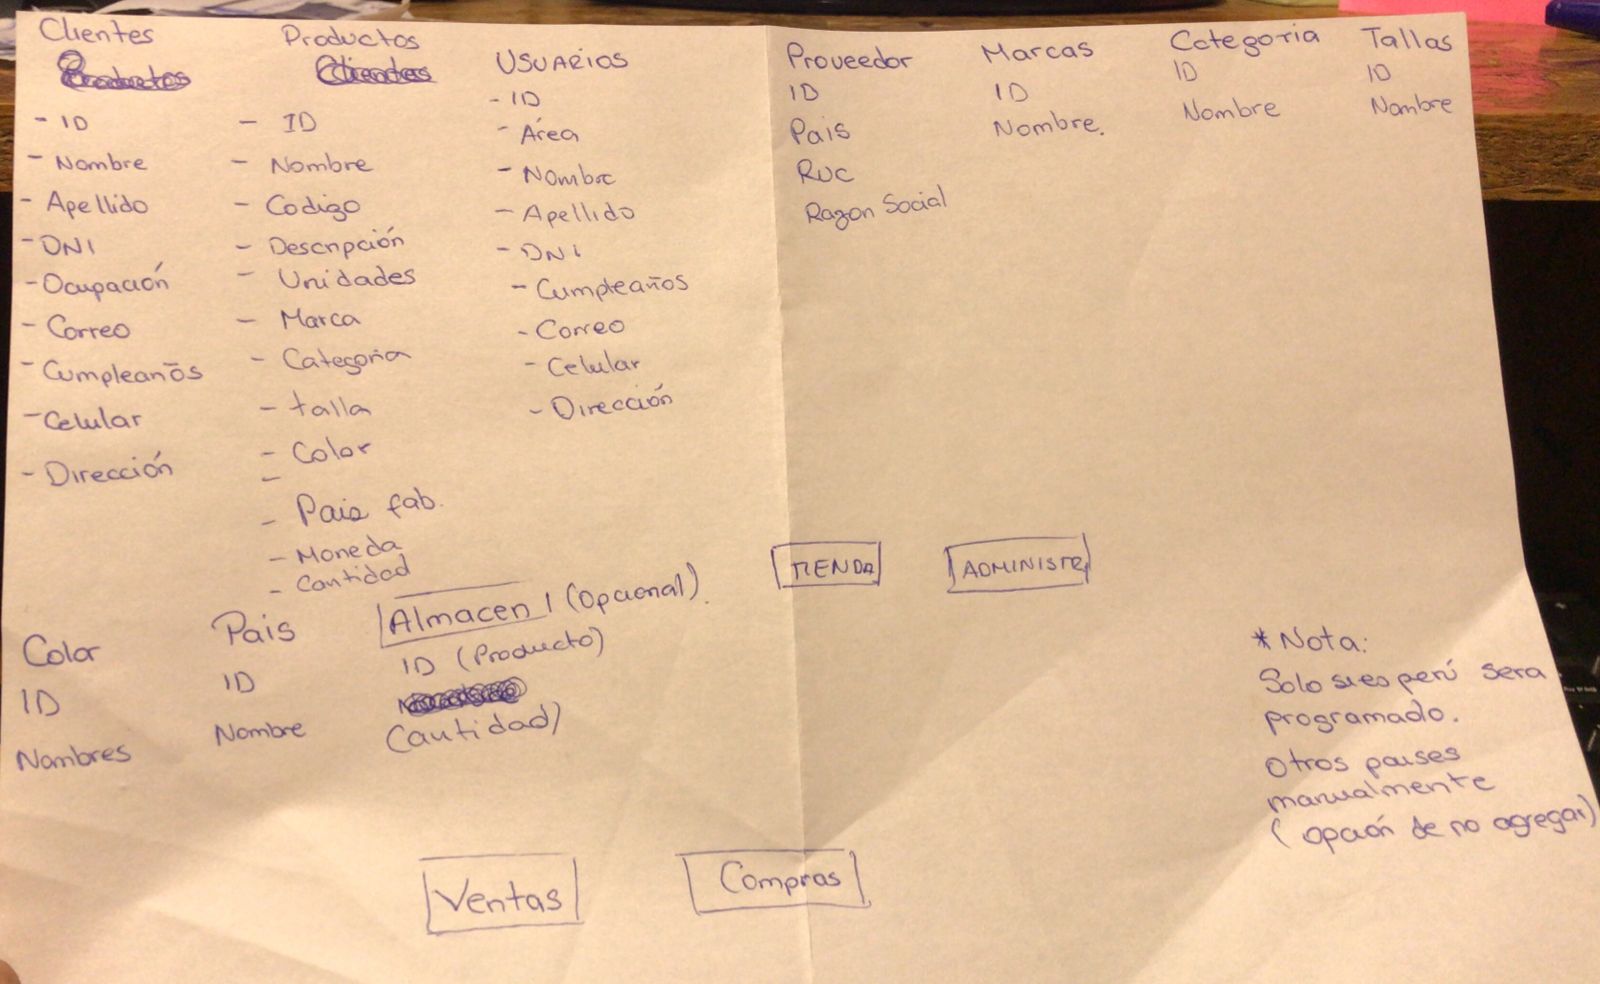 Clientes
- ID
- Nombre
- Apellido
- DNI
- Ocupación
- Correo
- Cumpleaños
- Celular
- Dirección
Productos
Clientes
- ID
- Nombre
- Codigo
- Descripción
- Unidades
- Marca
- Categoria
- talla
- Color
-
- Pais fab.
- Moneda
- Cantidad
USUARIOS
- ID
- Área
- Nombre
- Apellido
- DNI
- Cumpleaños
- Correo
- Celular
- Dirección
Proveedor
ID
Pais
RUC
Razon Social
Marcas
ID
Nombre.
Categoria
ID
Nombre
Tallas
ID
Nombre
TIENDA
ADMINISTR
Color
ID
Nombres
Pais
ID
Nombre
Almacen 1 (Opcional).
ID (Producto)
Cantidad)
* Nota:
Solo si es perú sera
programado.
Otros paises
manualmente
( opción de no agregar)
Ventas
Compras